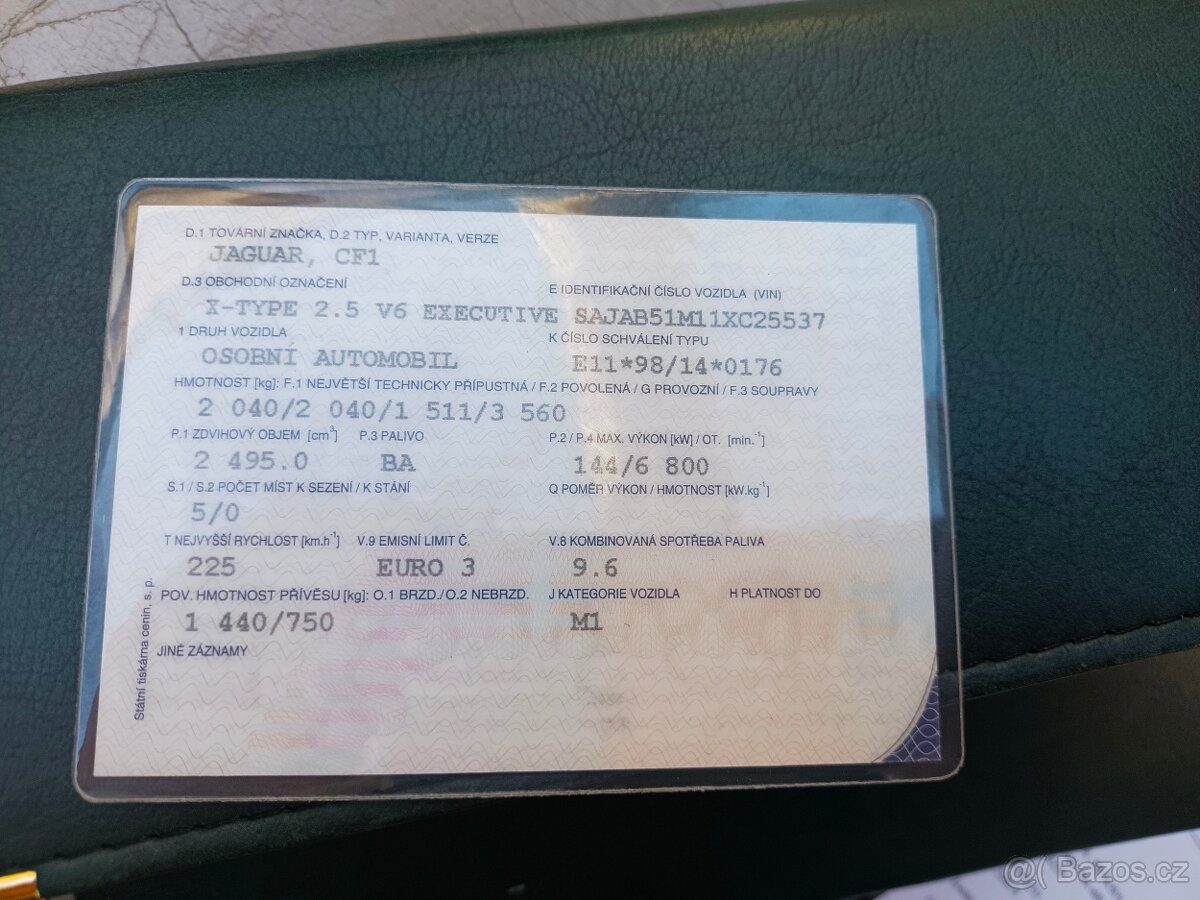 D.1 TOVÁRNÍ ZNAČKA, D.2 TYP, VARIANTA, VERZE
JAGUAR, CF1
D.3 OBCHODNÍ OZNAČENÍ E IDENTIFIKAČNÍ ČÍSLO VOZIDLA (VIN)
X-TYPE 2.5 V6 EXECUTIVE SAJAB51M11XC25537
1 DRUH VOZIDLA K ČÍSLO SCHVÁLENÍ TYPU
OSOBNÍ AUTOMOBIL E11*98/14*0176
HMOTNOST [kg]: F.1 NEJVĚTŠÍ TECHNICKY PŘÍPUSTNÁ / F.2 POVOLENÁ / G PROVOZNÍ / F.3 SOUPRAVY
2 040/2 040/1 511/3 560
P.1 ZDVIHOVÝ OBJEM [cm³] P.3 PALIVO P.2 / P.4 MAX. VÝKON [kW] / OT. [min.⁻¹]
2 495.0 BA 144/6 800
S.1 / S.2 POČET MÍST K SEZENÍ / K STÁNÍ Q POMĚR VÝKON / HMOTNOST [kW.kg⁻¹]
5/0
T NEJVYŠŠÍ RYCHLOST [km.h⁻¹] V.9 EMISNÍ LIMIT Č. V.8 KOMBINOVANÁ SPOTŘEBA PALIVA
225 EURO 3 9.6
POV. HMOTNOST PŘÍVĚSU [kg]: O.1 BRZD./O.2 NEBRZD. J KATEGORIE VOZIDLA H PLATNOST DO
1 440/750 M1
JINÉ ZÁZNAMY
Státní tiskárna cenin, s. p.
@( Bazos.cz